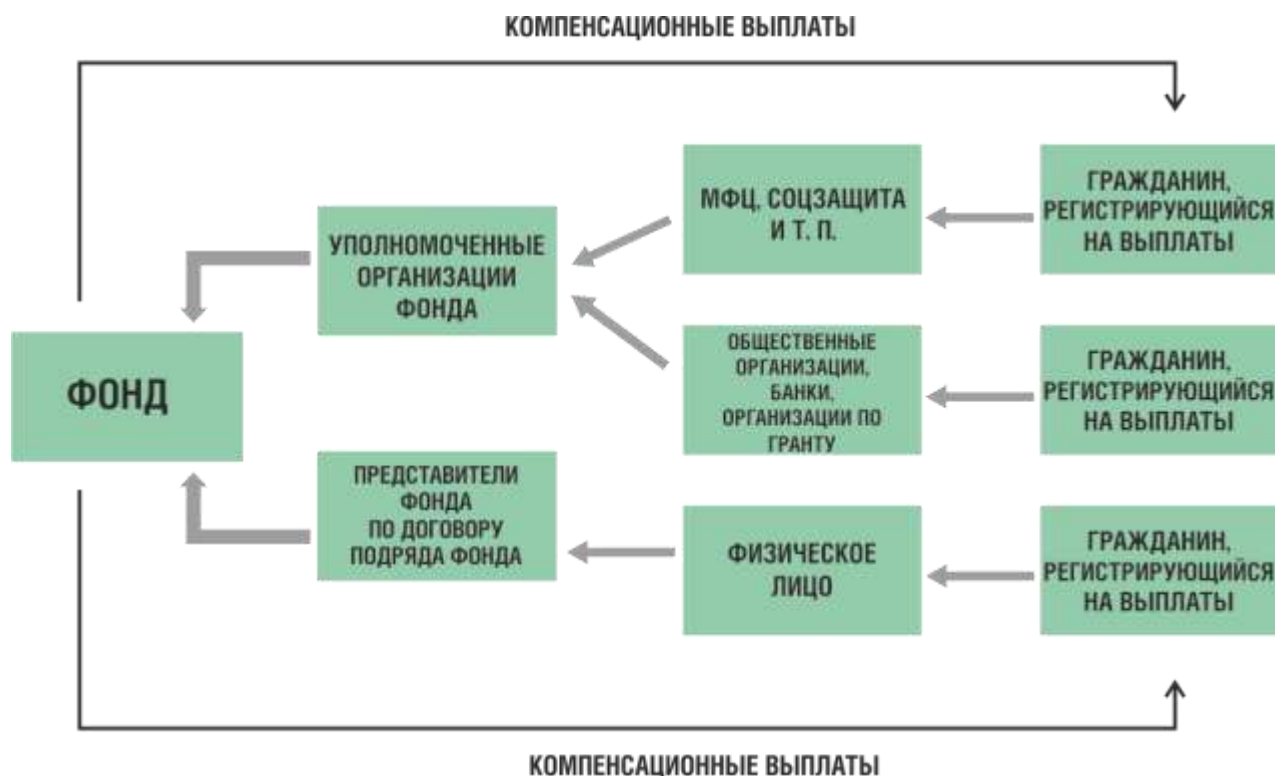 КОМПЕНСАЦИОННЫЕ ВЫПЛАТЫ
ФОНД
УПОЛНОМОЧЕННЫЕ
ОРГАНИЗАЦИИ
ФОНДА
ПРЕДСТАВИТЕЛИ
ФОНДА
ПО ДОГОВОРУ
ПОДРЯДА ФОНДА
МФЦ, СОЦЗАЩИТА
И Т. П.
ОБЩЕСТВЕННЫЕ
ОРГАНИЗАЦИИ,
БАНКИ,
ОРГАНИЗАЦИИ ПО
ГРАНТУ
ФИЗИЧЕСКОЕ
ЛИЦО
ГРАЖДАНИН,
РЕГИСТРИРУЮЩИЙСЯ
НА ВЫПЛАТЫ
ГРАЖДАНИН,
РЕГИСТРИРУЮЩИЙСЯ
НА ВЫПЛАТЫ
ГРАЖДАНИН,
РЕГИСТРИРУЮЩИЙСЯ
НА ВЫПЛАТЫ
КОМПЕНСАЦИОННЫЕ ВЫПЛАТЫ